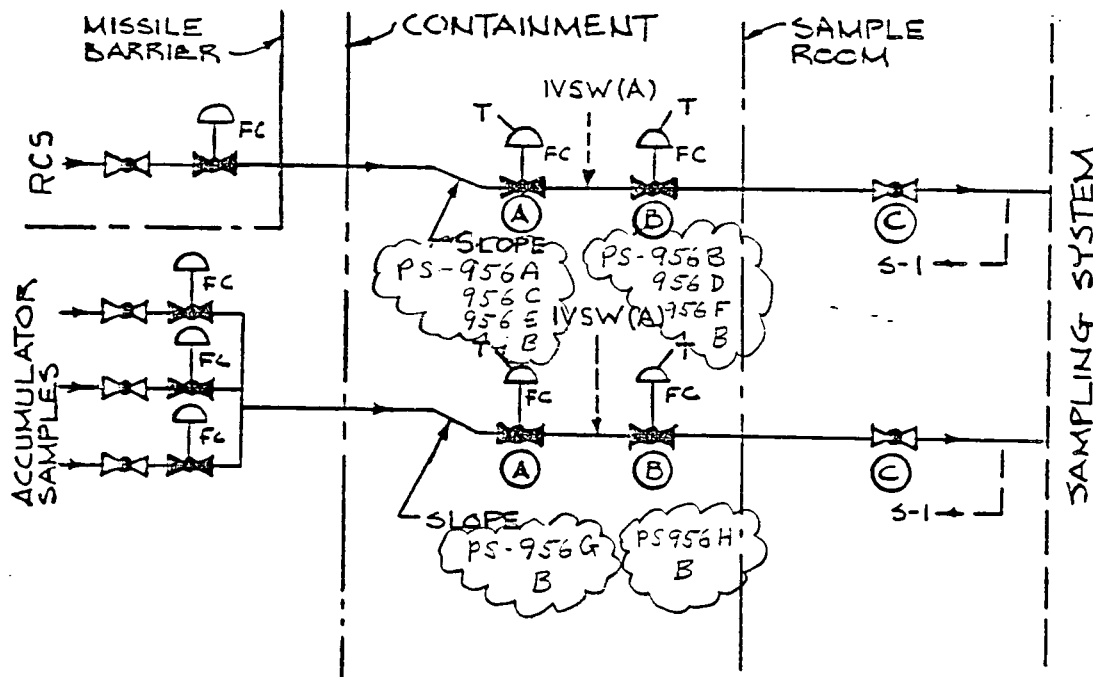 MISSILE
BARRIER
CONTAINMENT
SAMPLE
ROOM
IVSW(A)
T
T
FC
FC
FC
RCS
A
B
C
SLOPE
S-1
PS-956A
956C
956E
B
PS-956B
956D
956F
B
IVSW(A)
T
T
FC
FC
FC
FC
FC
ACCUMULATOR
SAMPLES
A
B
C
SLOPE
S-1
PS-956G
B
PS956H
B
SAMPLING SYSTEM